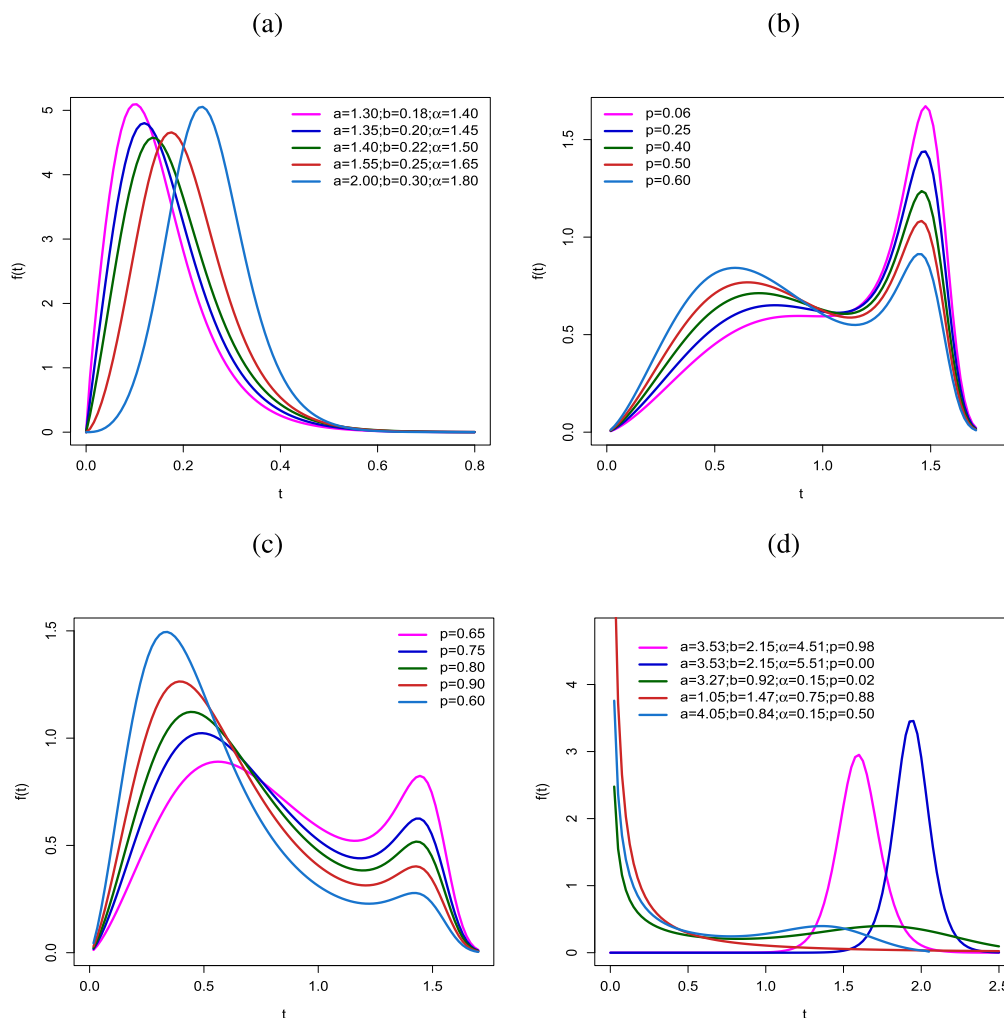 (a)
a=1.30;b=0.18;α=1.40
a=1.35;b=0.20;α=1.45
a=1.40;b=0.22;α=1.50
a=1.55;b=0.25;α=1.65
a=2.00;b=0.30;α=1.80
f(t)
5
4
3
2
1
0
0.0 0.2 0.4 0.6 0.8
t
(b)
p=0.06
p=0.25
p=0.40
p=0.50
p=0.60
f(t)
1.5
1.0
0.5
0.0
0.0 0.5 1.0 1.5
t
(c)
p=0.65
p=0.75
p=0.80
p=0.90
p=0.60
f(t)
1.5
1.0
0.5
0.0
0.0 0.5 1.0 1.5
t
(d)
a=3.53;b=2.15;α=4.51;p=0.98
a=3.53;b=2.15;α=5.51;p=0.00
a=3.27;b=0.92;α=0.15;p=0.02
a=1.05;b=1.47;α=0.75;p=0.88
a=4.05;b=0.84;α=0.15;p=0.50
f(t)
4
3
2
1
0
0.0 0.5 1.0 1.5 2.0 2.5
t